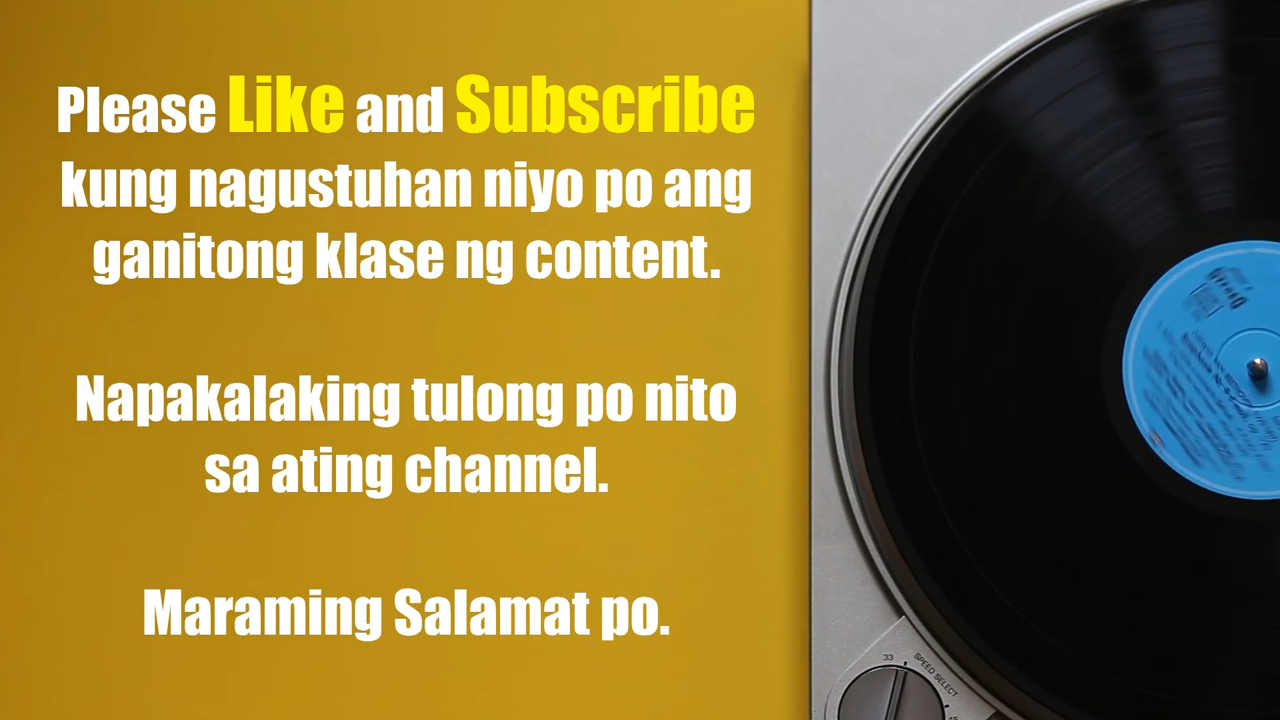 Please Like and Subscribe
kung nagustuhan niyo po ang
ganitong klase ng content.
Napakalaking tulong po nito
sa ating channel.
Maraming Salamat po.
33
SPEED SELECT